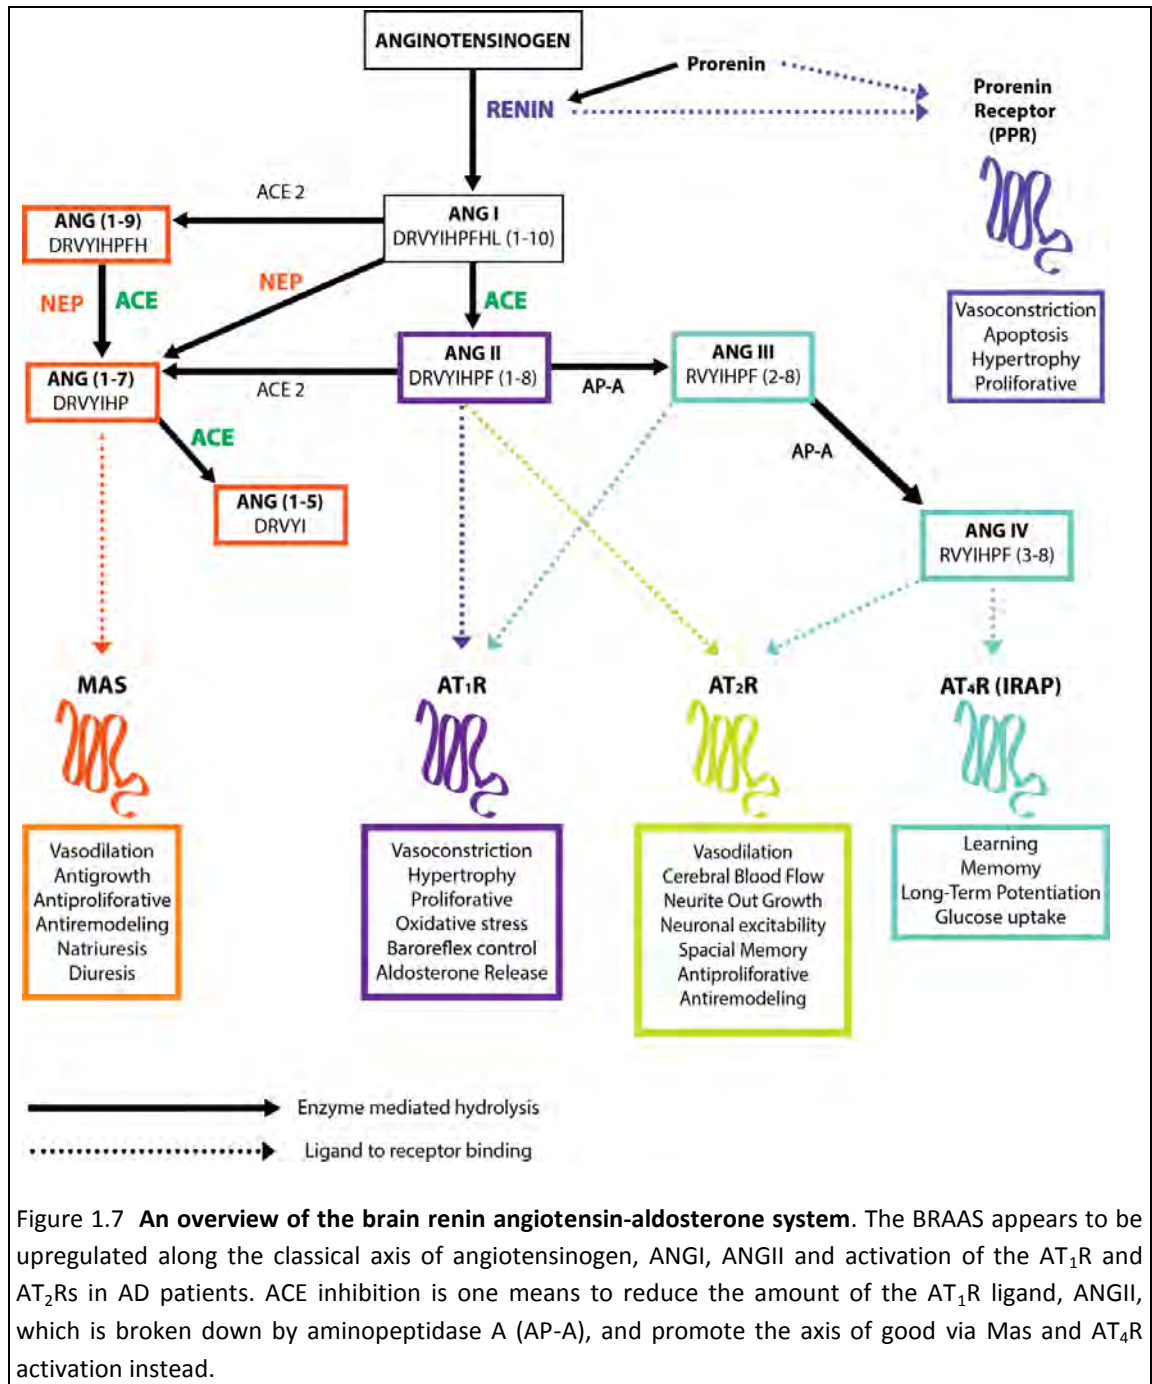 ANGINOTENSINOGEN
Prorenin
RENIN
Prorenin
Receptor
(PPR)
ACE 2
ANG (1-9)
DRVYIHPFH
ANG I
DRVYIHPFHL (1-10)
NEP
ACE
NEP
ACE
Vasoconstriction
Apoptosis
Hypertrophy
Proliforative
ANG (1-7)
DRVYIHP
ACE 2
ANG II
DRVYIHPF (1-8)
AP-A
ANG III
RVYIHPF (2-8)
ACE
AP-A
ANG (1-5)
DRVYI
ANG IV
RVYIHPF (3-8)
MAS
AT₁R
AT₂R
AT₄R (IRAP)
Vasodilation
Antigrowth
Antiproliforative
Antiremodeling
Natriuresis
Diuresis
Vasoconstriction
Hypertrophy
Proliforative
Oxidative stress
Baroreflex control
Aldosterone Release
Vasodilation
Cerebral Blood Flow
Neurite Out Growth
Neuronal excitability
Spacial Memory
Antiproliforative
Antiremodeling
Learning
Memomy
Long-Term Potentiation
Glucose uptake
Enzyme mediated hydrolysis
Ligand to receptor binding
Figure 1.7 An overview of the brain renin angiotensin-aldosterone system. The BRAAS appears to be
upregulated along the classical axis of angiotensinogen, ANGI, ANGII and activation of the AT₁R and
AT₂Rs in AD patients. ACE inhibition is one means to reduce the amount of the AT₁R ligand, ANGII,
which is broken down by aminopeptidase A (AP-A), and promote the axis of good via Mas and AT₄R
activation instead.